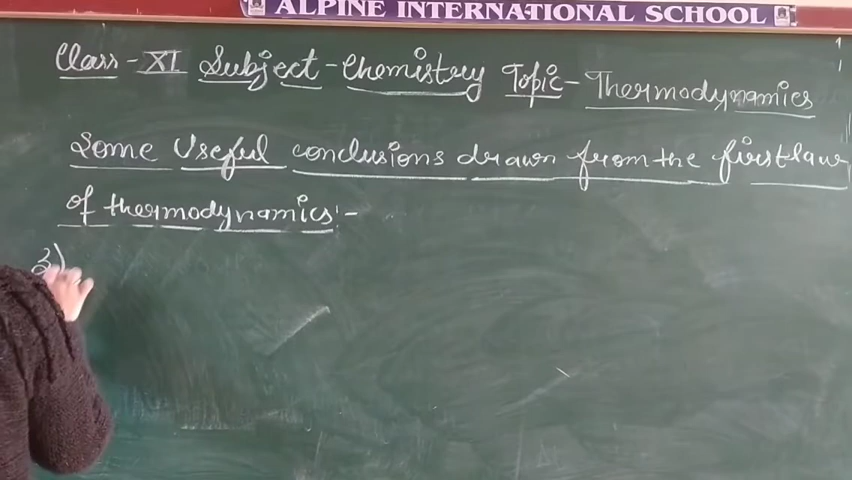 ALPINE INTERNATIONAL SCHOOL
Class - XI Subject - Chemistry Topic - Thermodynamics
Some Useful conclusions drawn from the first law
of thermodynamics:-
3)